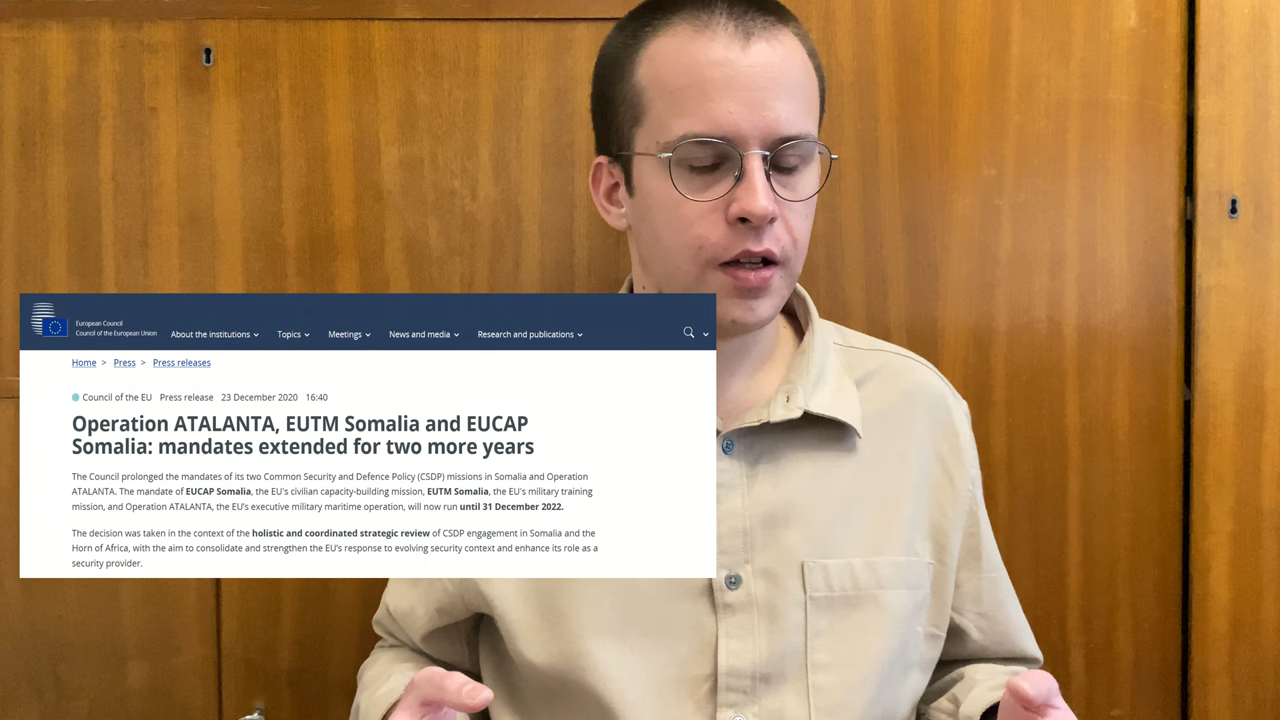 European Council
Council of the European Union
About the institutions
Topics
Meetings
News and media
Research and publications
Home > Press > Press releases
Council of the EU Press release 23 December 2020 16:40
Operation ATALANTA, EUTM Somalia and EUCAP
Somalia: mandates extended for two more years
The Council prolonged the mandates of its two Common Security and Defence Policy (CSDP) missions in Somalia and Operation
ATALANTA. The mandate of EUCAP Somalia, the EU's civilian capacity-building mission, EUTM Somalia, the EU's military training
mission, and Operation ATALANTA, the EU's executive military maritime operation, will now run until 31 December 2022.
The decision was taken in the context of the holistic and coordinated strategic review of CSDP engagement in Somalia and the
Horn of Africa, with the aim to consolidate and strengthen the EU's response to evolving security context and enhance its role as a
security provider.